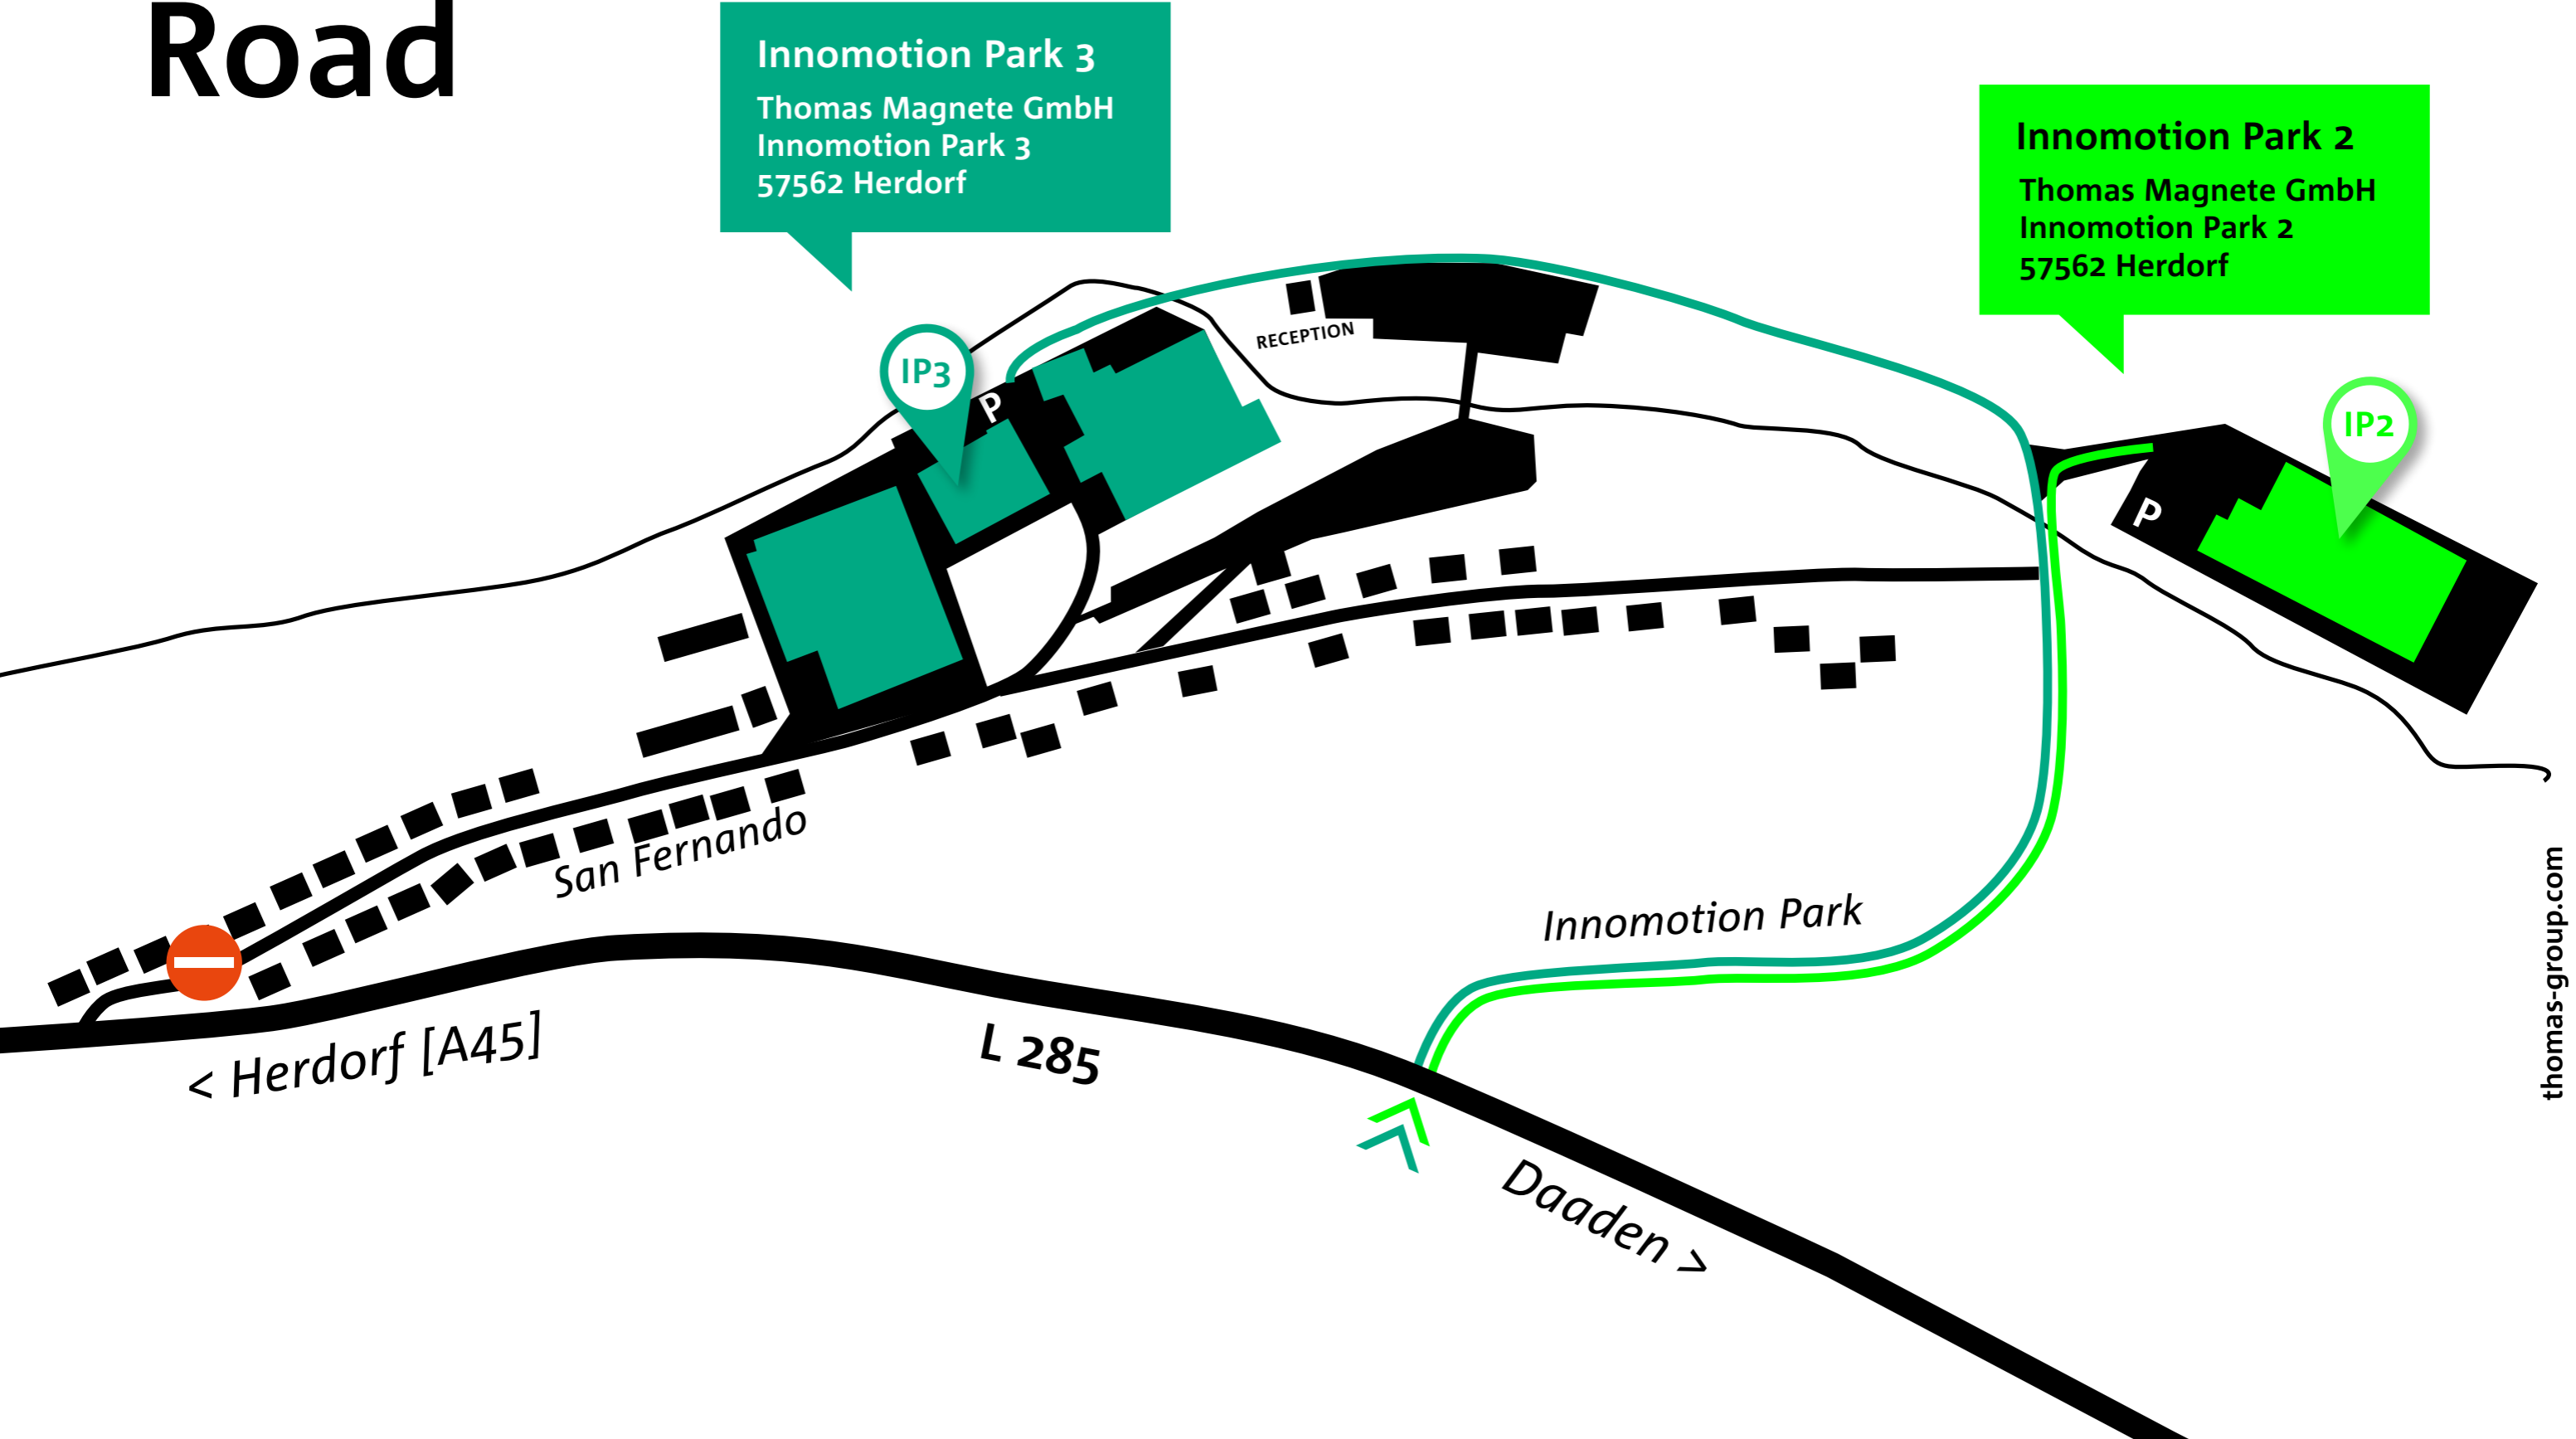 Road
Innomotion Park 3
Thomas Magnete GmbH
Innomotion Park 3
57562 Herdorf
Innomotion Park 2
Thomas Magnete GmbH
Innomotion Park 2
57562 Herdorf
RECEPTION
IP3
P
IP2
P
San Fernando
Innomotion Park
< Herdorf [A45]
L 285
Daaden >
thomas-group.com